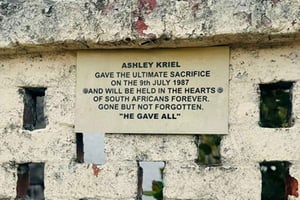 ASHLEY KRIEL
GAVE THE ULTIMATE SACRIFICE
ON THE 9th JULY 1987
AND WILL BE HELD IN THE HEARTS
OF SOUTH AFRICANS FOREVER.
GONE BUT NOT FORGOTTEN.
"HE GAVE ALL"